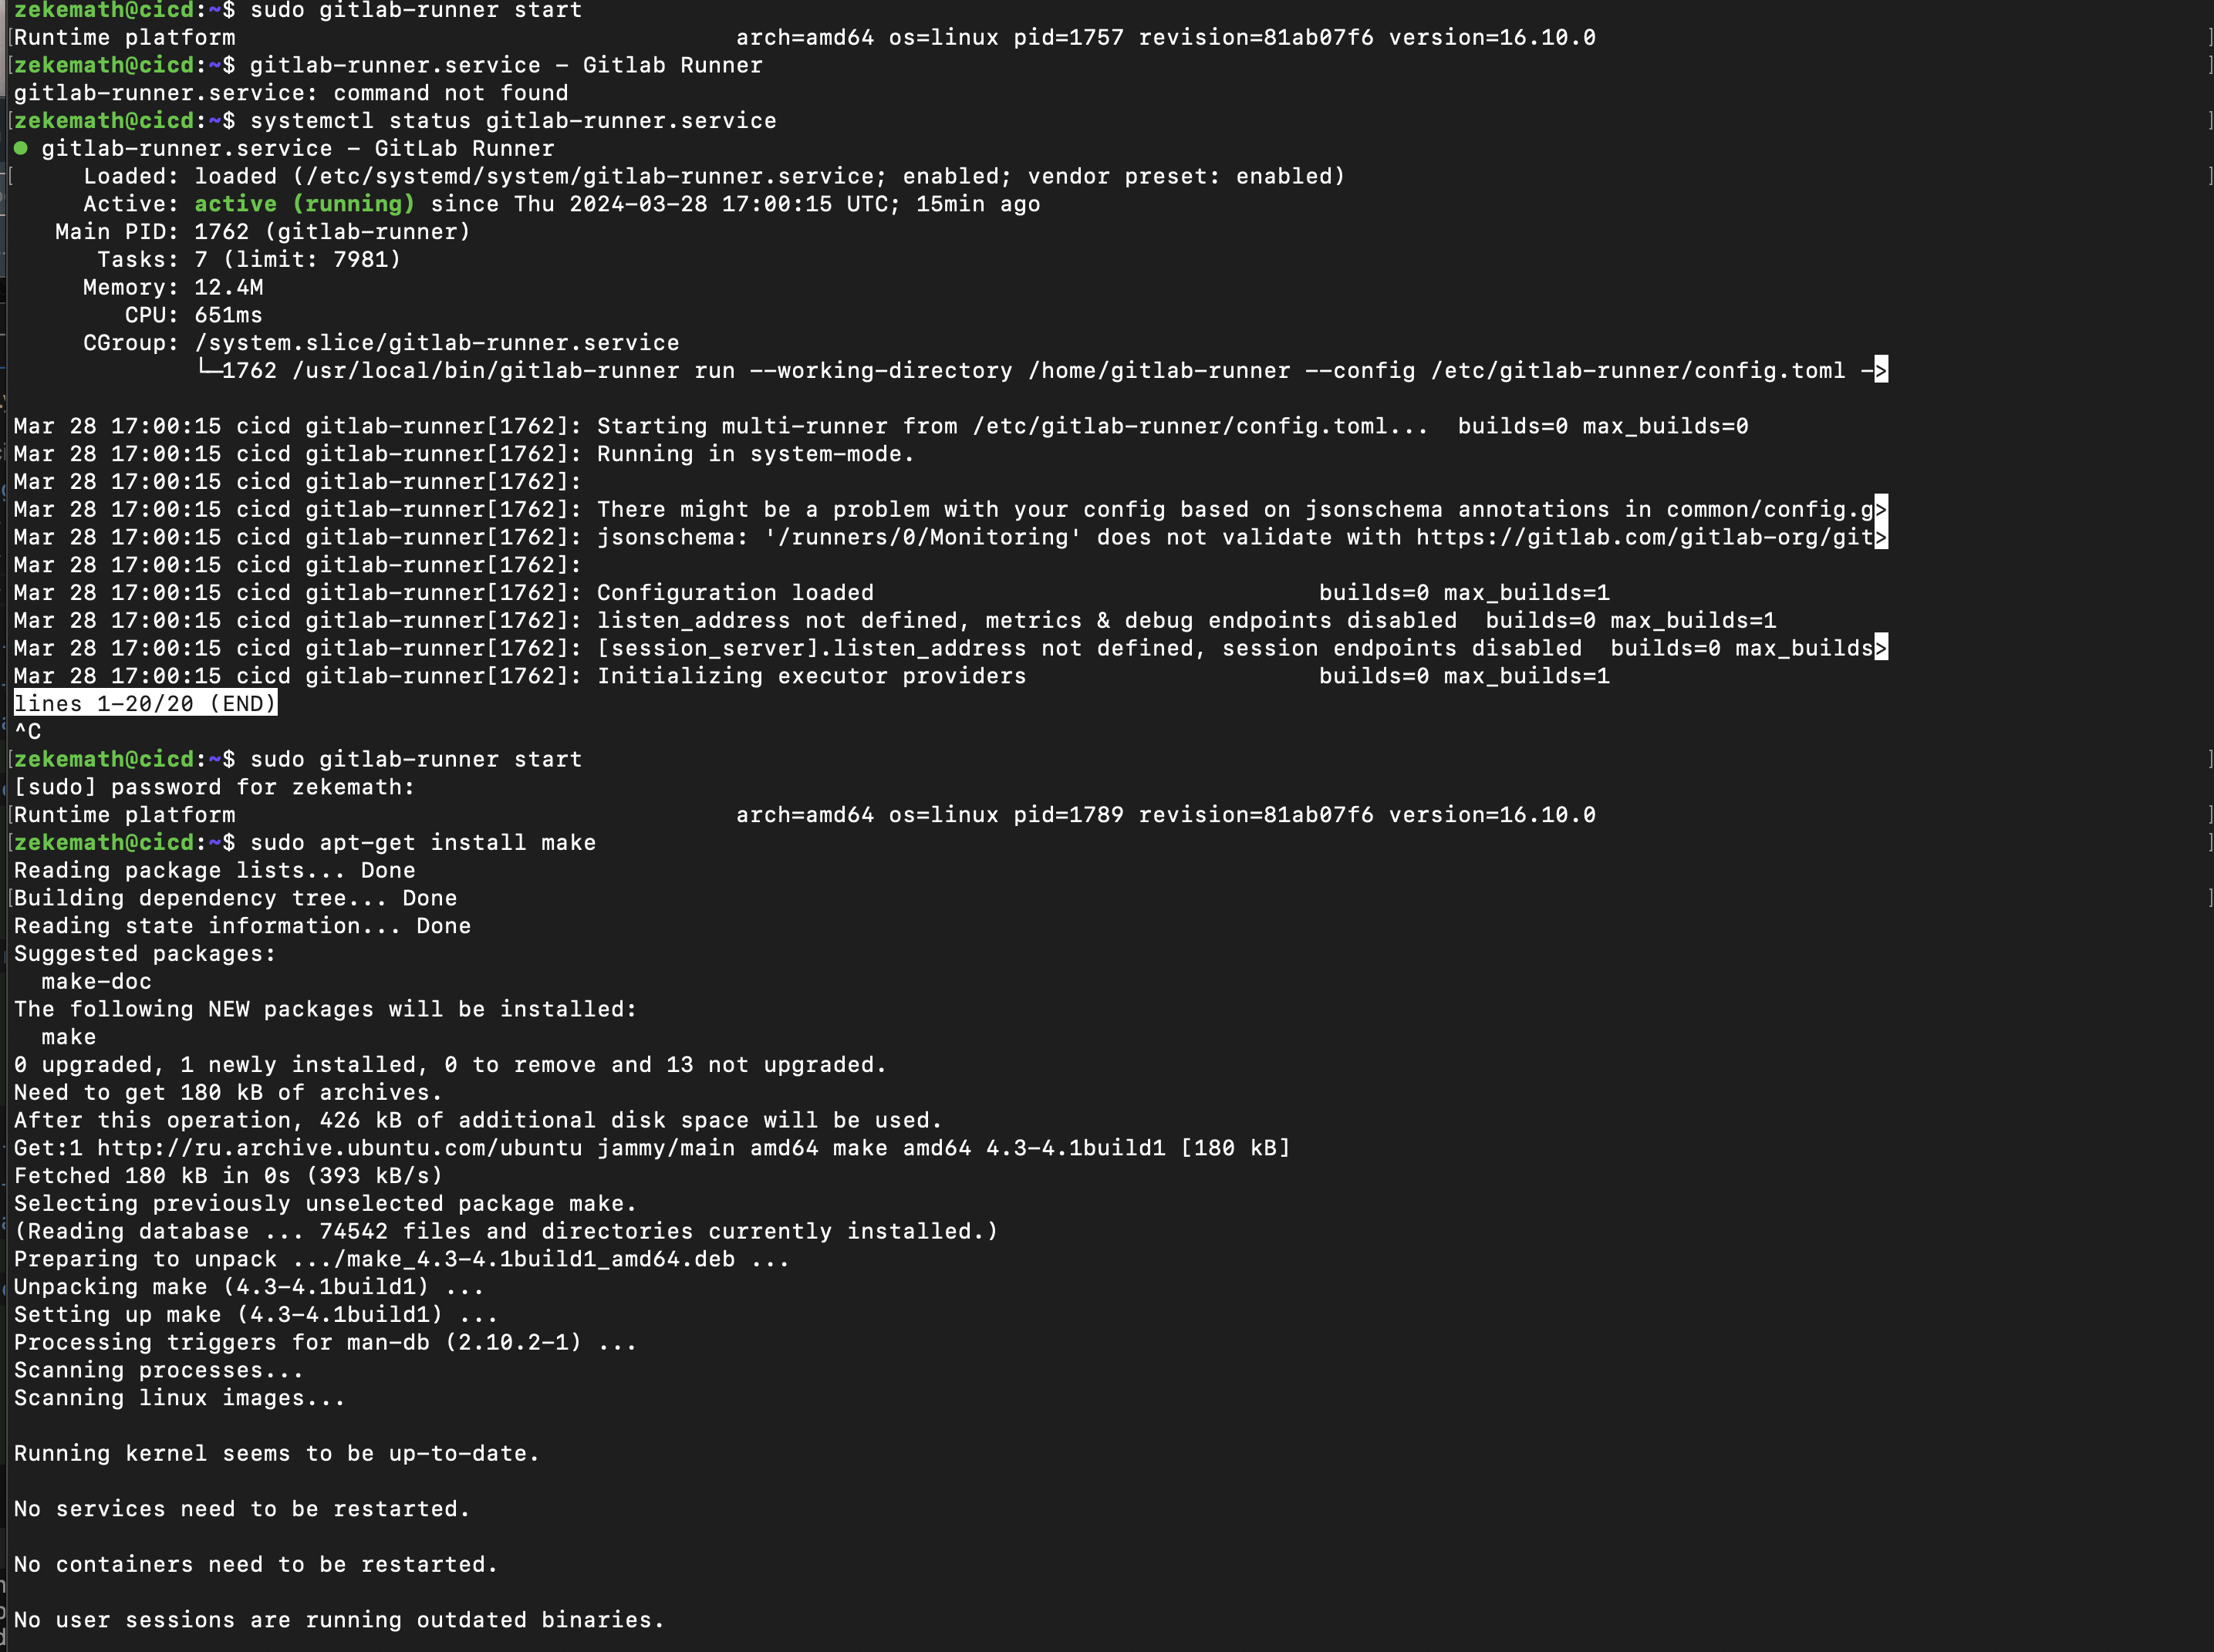 zekemath@cicd:~$ sudo gitlab-runner start
Runtime platform                                    arch=amd64 os=linux pid=1757 revision=81ab07f6 version=16.10.0
zekemath@cicd:~$ gitlab-runner.service - Gitlab Runner
gitlab-runner.service: command not found
zekemath@cicd:~$ systemctl status gitlab-runner.service
● gitlab-runner.service - GitLab Runner
     Loaded: loaded (/etc/systemd/system/gitlab-runner.service; enabled; vendor preset: enabled)
     Active: active (running) since Thu 2024-03-28 17:00:15 UTC; 15min ago
   Main PID: 1762 (gitlab-runner)
      Tasks: 7 (limit: 7981)
     Memory: 12.4M
        CPU: 651ms
     CGroup: /system.slice/gitlab-runner.service
             └─1762 /usr/local/bin/gitlab-runner run --working-directory /home/gitlab-runner --config /etc/gitlab-runner/config.toml ->
Mar 28 17:00:15 cicd gitlab-runner[1762]: Starting multi-runner from /etc/gitlab-runner/config.toml...  builds=0 max_builds=0
Mar 28 17:00:15 cicd gitlab-runner[1762]: Running in system-mode.
Mar 28 17:00:15 cicd gitlab-runner[1762]:
Mar 28 17:00:15 cicd gitlab-runner[1762]: There might be a problem with your config based on jsonschema annotations in common/config.g>
Mar 28 17:00:15 cicd gitlab-runner[1762]: jsonschema: '/runners/0/Monitoring' does not validate with https://gitlab.com/gitlab-org/git>
Mar 28 17:00:15 cicd gitlab-runner[1762]:
Mar 28 17:00:15 cicd gitlab-runner[1762]: Configuration loaded                                builds=0 max_builds=1
Mar 28 17:00:15 cicd gitlab-runner[1762]: listen_address not defined, metrics & debug endpoints disabled  builds=0 max_builds=1
Mar 28 17:00:15 cicd gitlab-runner[1762]: [session_server].listen_address not defined, session endpoints disabled  builds=0 max_builds>
Mar 28 17:00:15 cicd gitlab-runner[1762]: Initializing executor providers                     builds=0 max_builds=1
lines 1-20/20 (END)
^C
zekemath@cicd:~$ sudo gitlab-runner start
[sudo] password for zekemath:
Runtime platform                                    arch=amd64 os=linux pid=1789 revision=81ab07f6 version=16.10.0
zekemath@cicd:~$ sudo apt-get install make
Reading package lists... Done
Building dependency tree... Done
Reading state information... Done
Suggested packages:
  make-doc
The following NEW packages will be installed:
  make
0 upgraded, 1 newly installed, 0 to remove and 13 not upgraded.
Need to get 180 kB of archives.
After this operation, 426 kB of additional disk space will be used.
Get:1 http://ru.archive.ubuntu.com/ubuntu jammy/main amd64 make amd64 4.3-4.1build1 [180 kB]
Fetched 180 kB in 0s (393 kB/s)
Selecting previously unselected package make.
(Reading database ... 74542 files and directories currently installed.)
Preparing to unpack .../make_4.3-4.1build1_amd64.deb ...
Unpacking make (4.3-4.1build1) ...
Setting up make (4.3-4.1build1) ...
Processing triggers for man-db (2.10.2-1) ...
Scanning processes...
Scanning linux images...
Running kernel seems to be up-to-date.
No services need to be restarted.
No containers need to be restarted.
No user sessions are running outdated binaries.